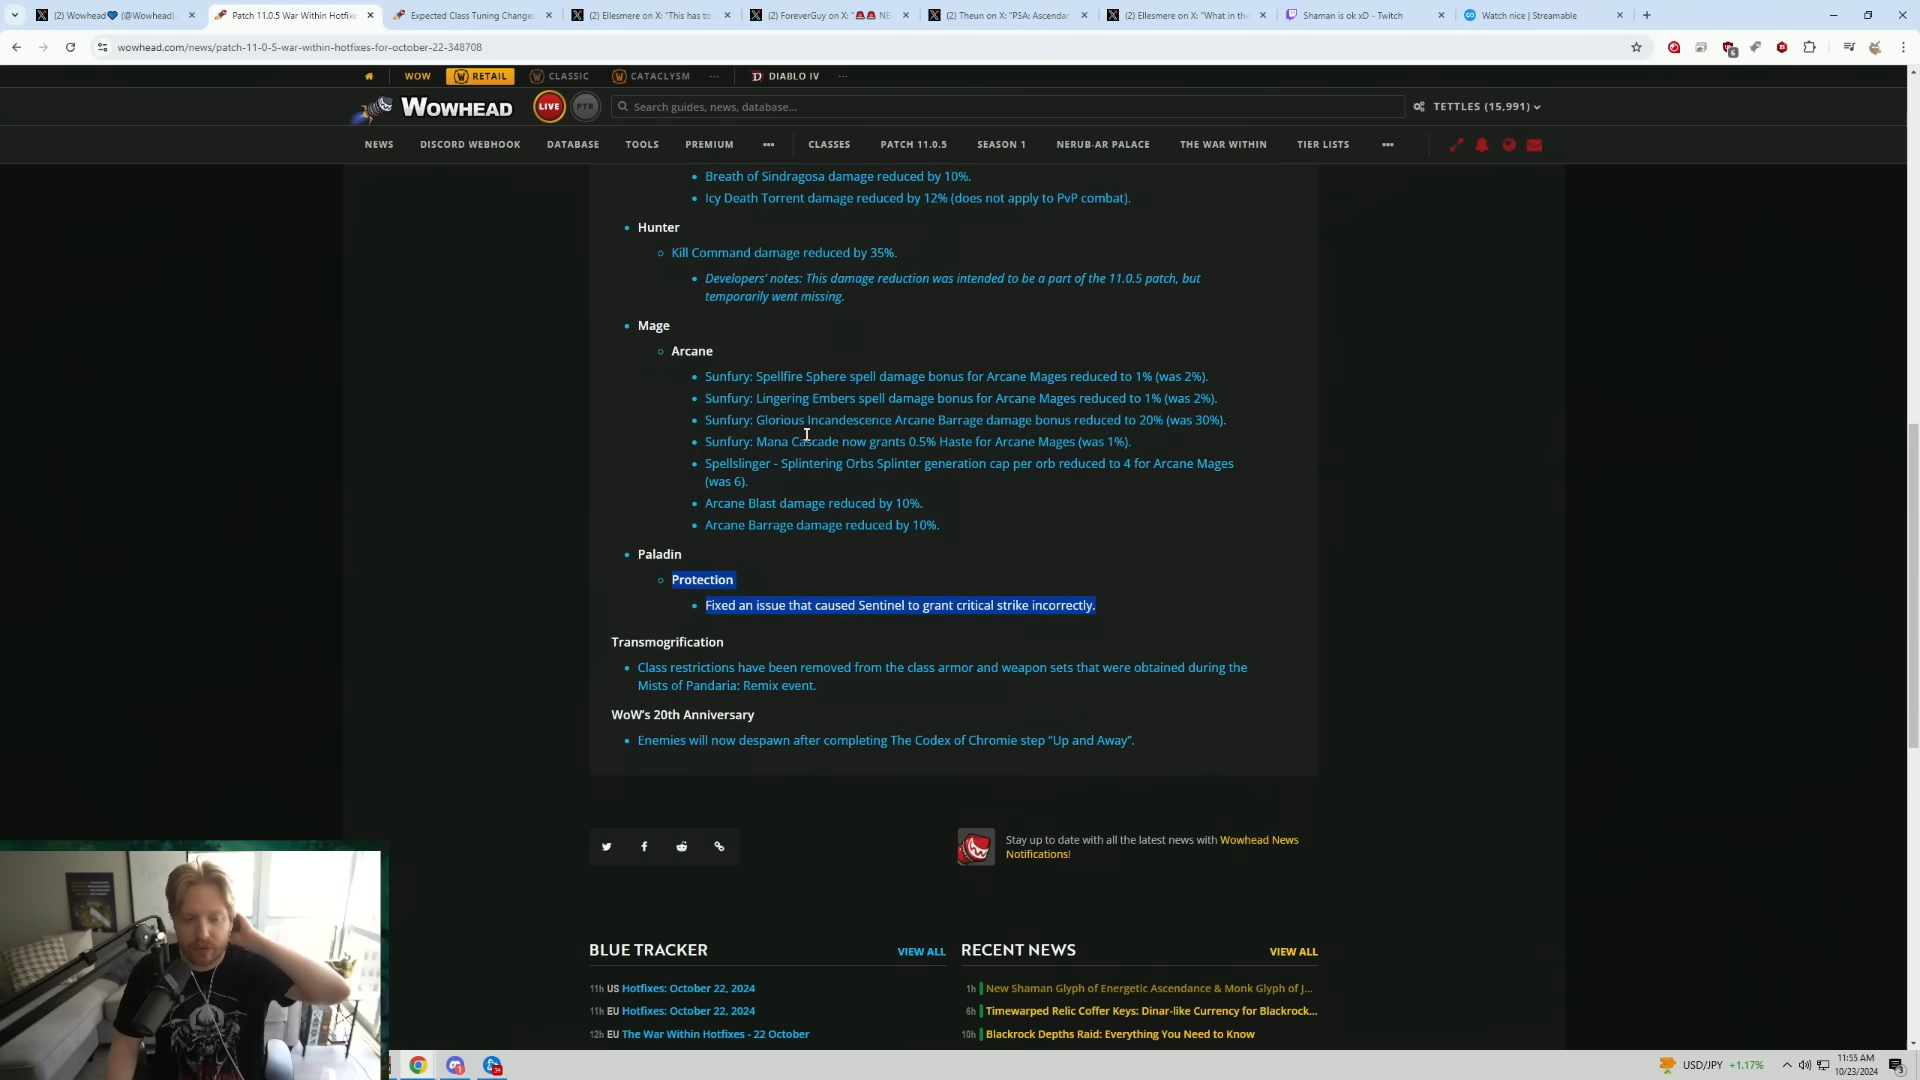 (2) Wowhead💙 (@Wowhead)
Patch 11.0.5 War Within Hotfixe
Expected Class Tuning Change
(2) Ellesmere on X: "This has to
(2) ForeverGuy on X: "🚨🚨 NE
(2) Theun on X: "PSA: Ascendan
(2) Ellesmere on X: "What in the
Shaman is ok xD - Twitch
Watch nice | Streamable
wowhead.com/news/patch-11-0-5-war-within-hotfixes-for-october-22-348708
WOW
RETAIL
CLASSIC
CATACLYSM
DIABLO IV
WOWHEAD
LIVE
PTR
Search guides, news, database...
TETTLES (15,991)
NEWS
DISCORD WEBHOOK
DATABASE
TOOLS
PREMIUM
CLASSES
PATCH 11.0.5
SEASON 1
NERUB-AR PALACE
THE WAR WITHIN
TIER LISTS
Breath of Sindragosa damage reduced by 10%.
Icy Death Torrent damage reduced by 12% (does not apply to PvP combat).
Hunter
Kill Command damage reduced by 35%.
Developers' notes: This damage reduction was intended to be a part of the 11.0.5 patch, but
temporarily went missing.
Mage
Arcane
Sunfury: Spellfire Sphere spell damage bonus for Arcane Mages reduced to 1% (was 2%).
Sunfury: Lingering Embers spell damage bonus for Arcane Mages reduced to 1% (was 2%).
Sunfury: Glorious Incandescence Arcane Barrage damage bonus reduced to 20% (was 30%).
Sunfury: Mana Cascade now grants 0.5% Haste for Arcane Mages (was 1%).
Spellslinger - Splintering Orbs Splinter generation cap per orb reduced to 4 for Arcane Mages
(was 6).
Arcane Blast damage reduced by 10%.
Arcane Barrage damage reduced by 10%.
Paladin
Protection
Fixed an issue that caused Sentinel to grant critical strike incorrectly.
Transmogrification
Class restrictions have been removed from the class armor and weapon sets that were obtained during the
Mists of Pandaria: Remix event.
WoW's 20th Anniversary
Enemies will now despawn after completing The Codex of Chromie step “Up and Away”.
Stay up to date with all the latest news with Wowhead News
Notifications!
BLUE TRACKER
VIEW ALL
11h US Hotfixes: October 22, 2024
11h EU Hotfixes: October 22, 2024
12h EU The War Within Hotfixes - 22 October
RECENT NEWS
VIEW ALL
1h New Shaman Glyph of Energetic Ascendance & Monk Glyph of J...
6h Timewarped Relic Coffer Keys: Dinar-like Currency for Blackrock...
10h Blackrock Depths Raid: Everything You Need to Know
USD/JPY +1.17%
11:55 AM
10/23/2024